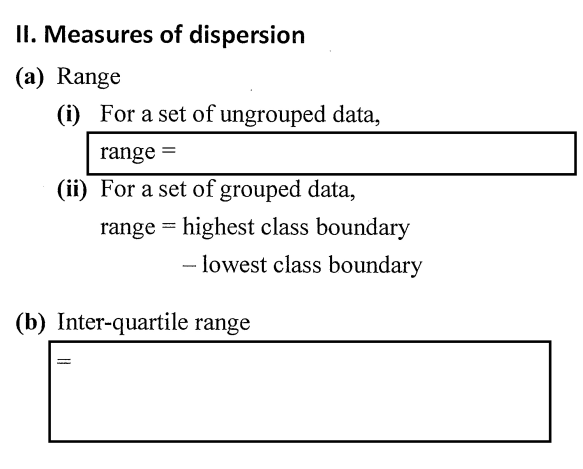 II. Measures of dispersion
(a) Range
(i) For a set of ungrouped data,
range =
(ii) For a set of grouped data,
range = highest class boundary
– lowest class boundary
(b) Inter-quartile range
=